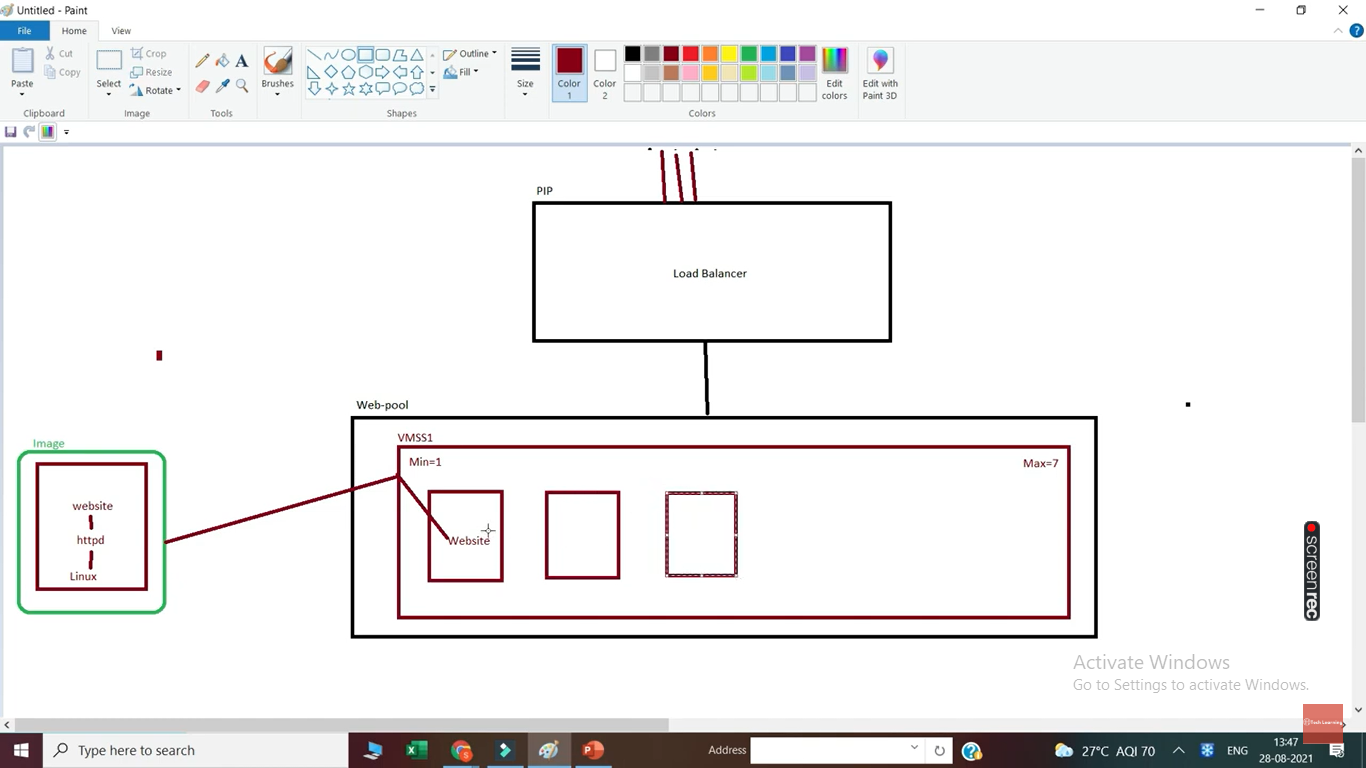 Untitled - Paint
File
Home
View
Paste
Cut
Copy
Clipboard
Select
Crop
Resize
Rotate
Image
Tools
Brushes
Outline
Fill
Shapes
Size
Color 1
Color 2
Edit colors
Edit with Paint 3D
Colors
PIP
Load Balancer
Web-pool
VMSS1
Min=1
Max=7
Image
website
httpd
Linux
Website
screenrec
Activate Windows
Go to Settings to activate Windows.
Tech Learning
Type here to search
Address
27°C AQI 70
ENG
13:47
28-08-2021